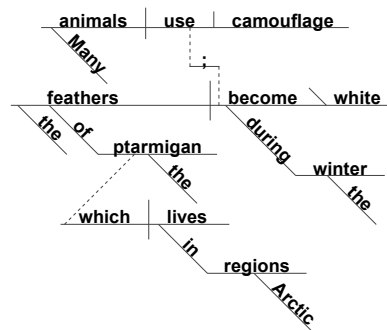 animals use camouflage
Many
;
feathers become white
the of during
ptarmigan winter
the the
which lives
in
regions
Arctic